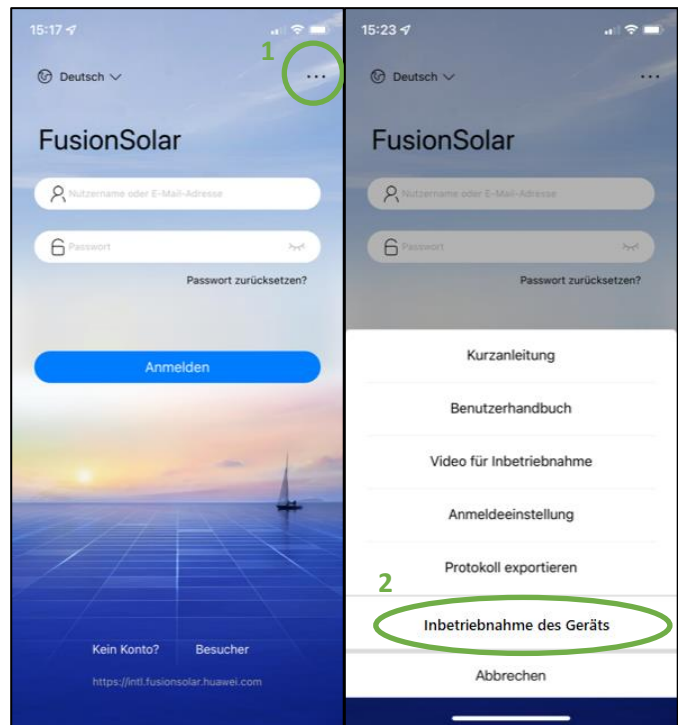 15:17
1
Deutsch
...
FusionSolar
Nutzername oder E-Mail-Adresse
Passwort
Passwort zurücksetzen?
Anmelden
Kein Konto? Besucher
https://intl.fusionsolar.huawei.com
15:23
Deutsch
...
FusionSolar
Nutzername oder E-Mail-Adresse
Passwort
Passwort zurücksetzen?
Kurzanleitung
Benutzerhandbuch
Video für Inbetriebnahme
Anmeldeeinstellung
Protokoll exportieren
2
Inbetriebnahme des Geräts
Abbrechen